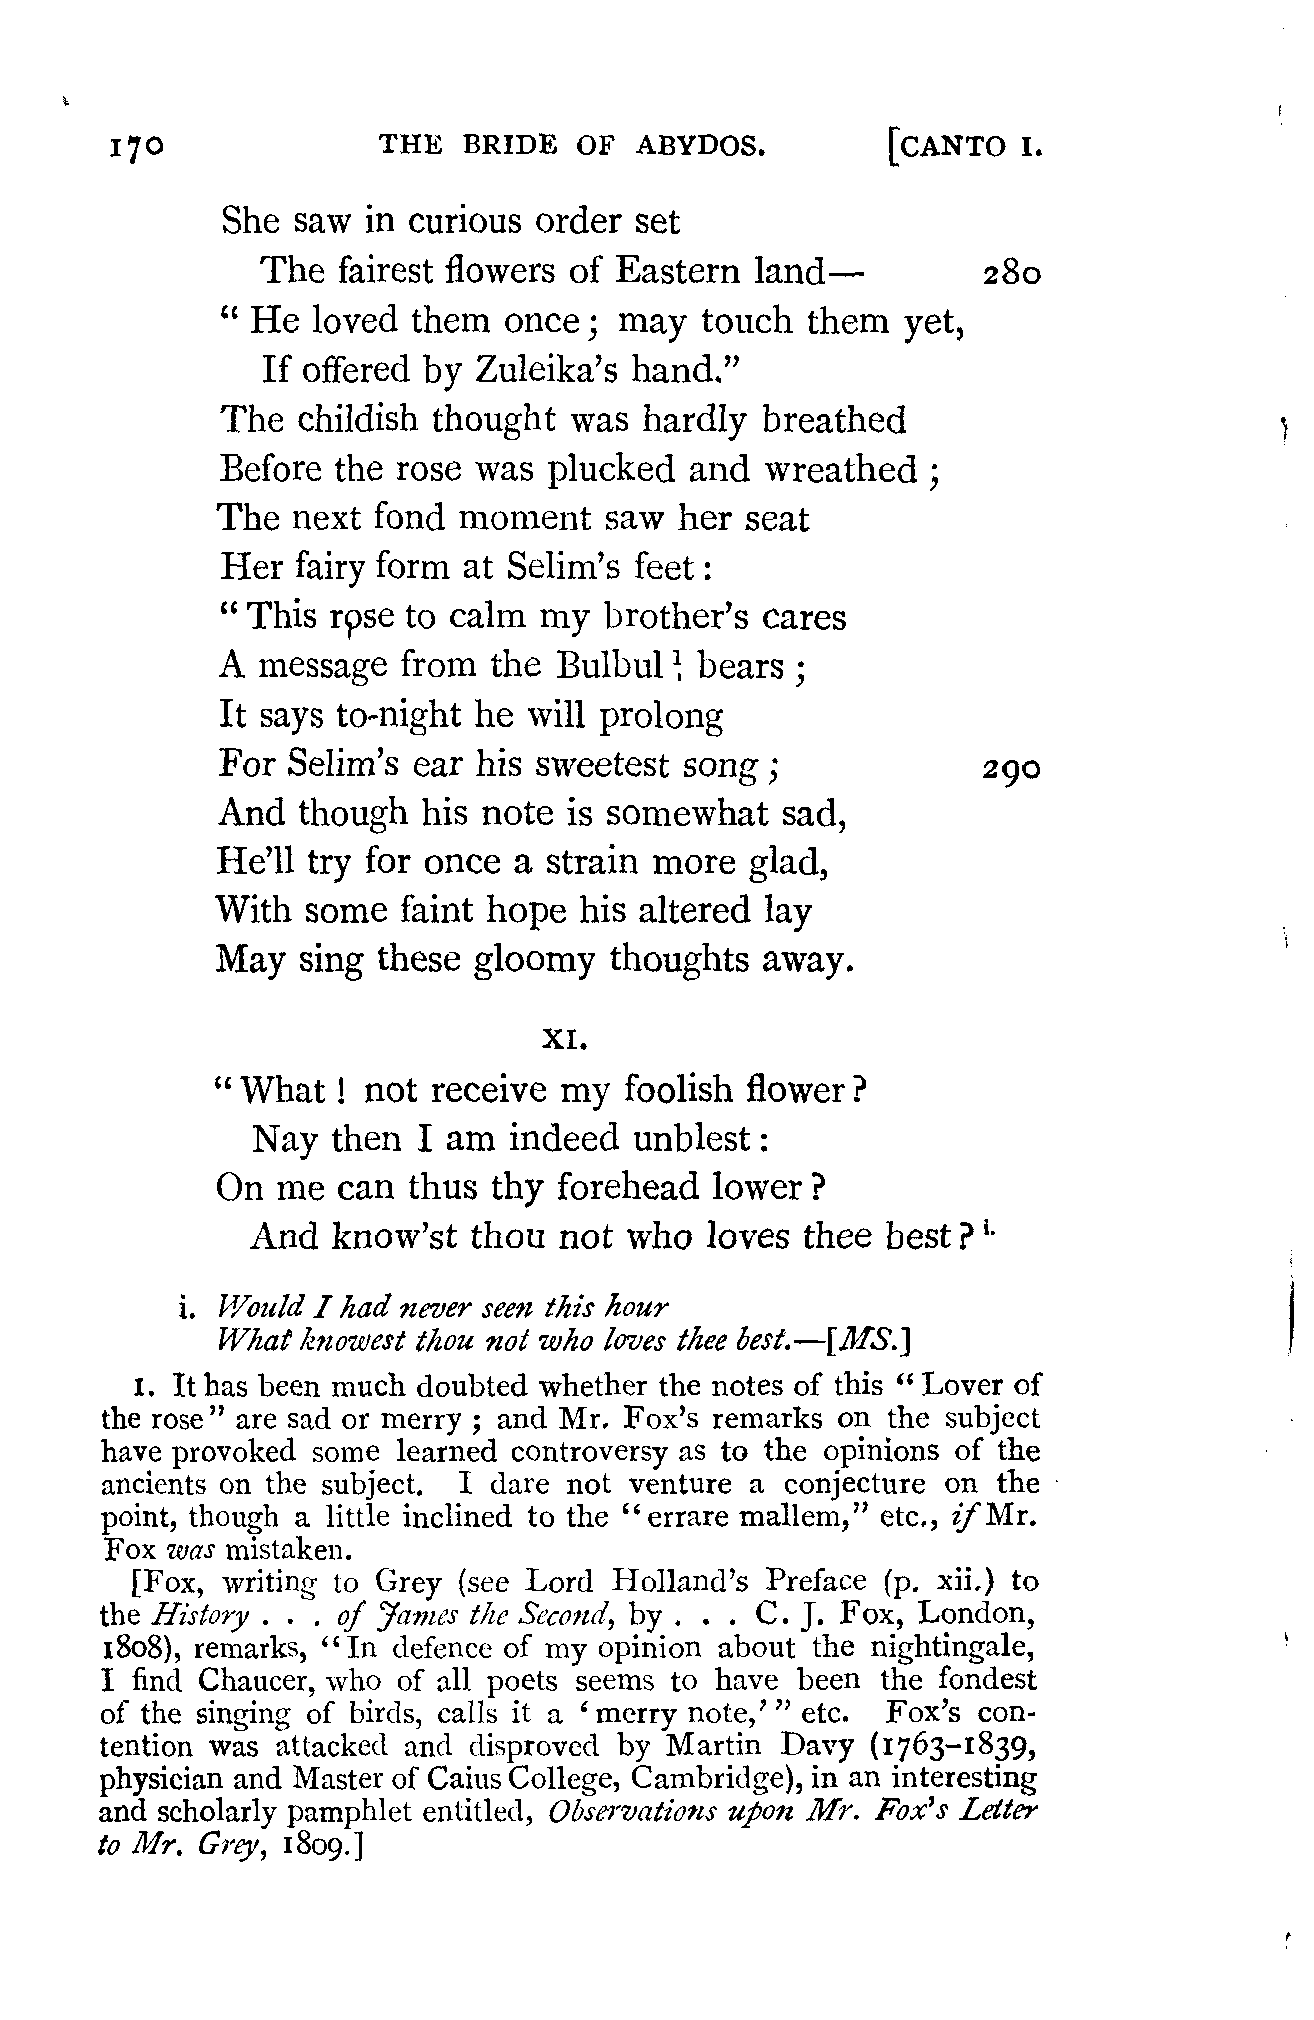 170 THE BRIDE OF ABYDOS. [CANTO I.
She saw in curious order set
The fairest flowers of Eastern land— 280
" He loved them once; may touch them yet,
If offered by Zuleika's hand."
The childish thought was hardly breathed
Before the rose was plucked and wreathed ;
The next fond moment saw her seat
Her fairy form at Selim's feet :
" This rose to calm my brother's cares
A message from the Bulbul ¹ bears ;
It says to-night he will prolong
For Selim's ear his sweetest song ; 290
And though his note is somewhat sad,
He'll try for once a strain more glad,
With some faint hope his altered lay
May sing these gloomy thoughts away.
XI.
" What ! not receive my foolish flower ?
Nay then I am indeed unblest :
On me can thus thy forehead lower ?
And know'st thou not who loves thee best ? i.
i. Would I had never seen this hour
What knowest thou not who loves thee best.—[MS.]
1. It has been much doubted whether the notes of this " Lover of
the rose" are sad or merry ; and Mr. Fox's remarks on the subject
have provoked some learned controversy as to the opinions of the
ancients on the subject. I dare not venture a conjecture on the
point, though a little inclined to the "errare mallem," etc., if Mr.
Fox was mistaken.
[Fox, writing to Grey (see Lord Holland's Preface (p. xii.) to
the History . . . of James the Second, by . . . C. J. Fox, London,
1808), remarks, "In defence of my opinion about the nightingale,
I find Chaucer, who of all poets seems to have been the fondest
of the singing of birds, calls it a 'merry note,'" etc. Fox's con-
tention was attacked and disproved by Martin Davy (1763-1839,
physician and Master of Caius College, Cambridge), in an interesting
and scholarly pamphlet entitled, Observations upon Mr. Fox's Letter
to Mr. Grey, 1809.]